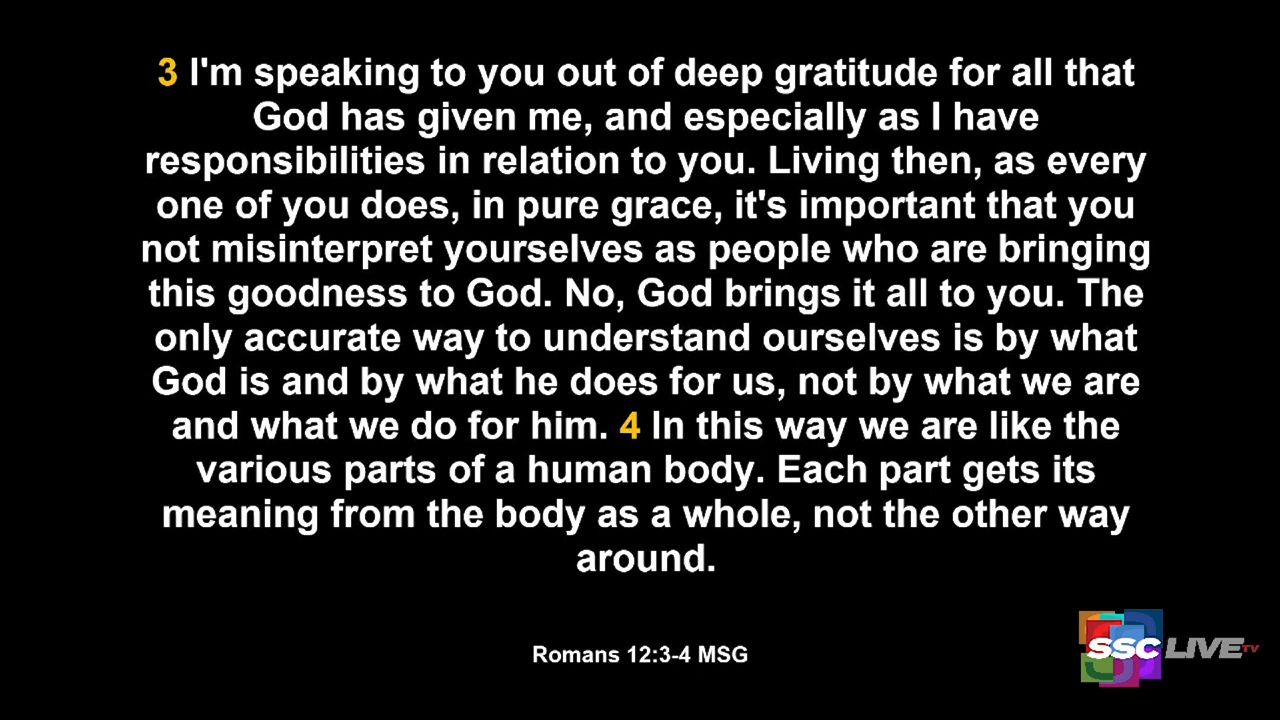 3 I'm speaking to you out of deep gratitude for all that
God has given me, and especially as I have
responsibilities in relation to you. Living then, as every
one of you does, in pure grace, it's important that you
not misinterpret yourselves as people who are bringing
this goodness to God. No, God brings it all to you. The
only accurate way to understand ourselves is by what
God is and by what he does for us, not by what we are
and what we do for him. 4 In this way we are like the
various parts of a human body. Each part gets its
meaning from the body as a whole, not the other way
around.
Romans 12:3-4 MSG
SSC LIVE TV